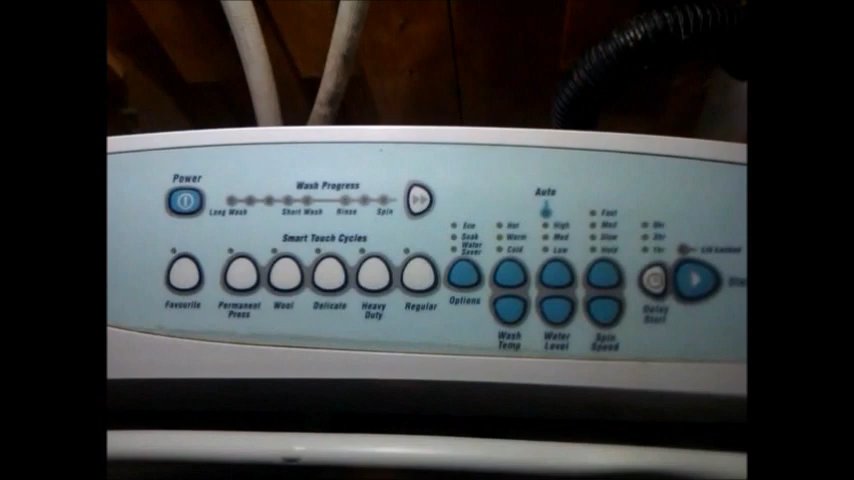 Power
Wash Progress
Long Wash
Short Wash
Rinse
Spin
Auto
Eco
Soak
Water
Saver
Hot
Warm
Cold
High
Med
Low
Fast
Med
Slow
Hold
Lid Locked
Smart Touch Cycles
Favourite
Permanent
Press
Wool
Delicate
Heavy
Duty
Regular
Options
Wash
Temp
Water
Level
Spin
Speed
Delay
Start